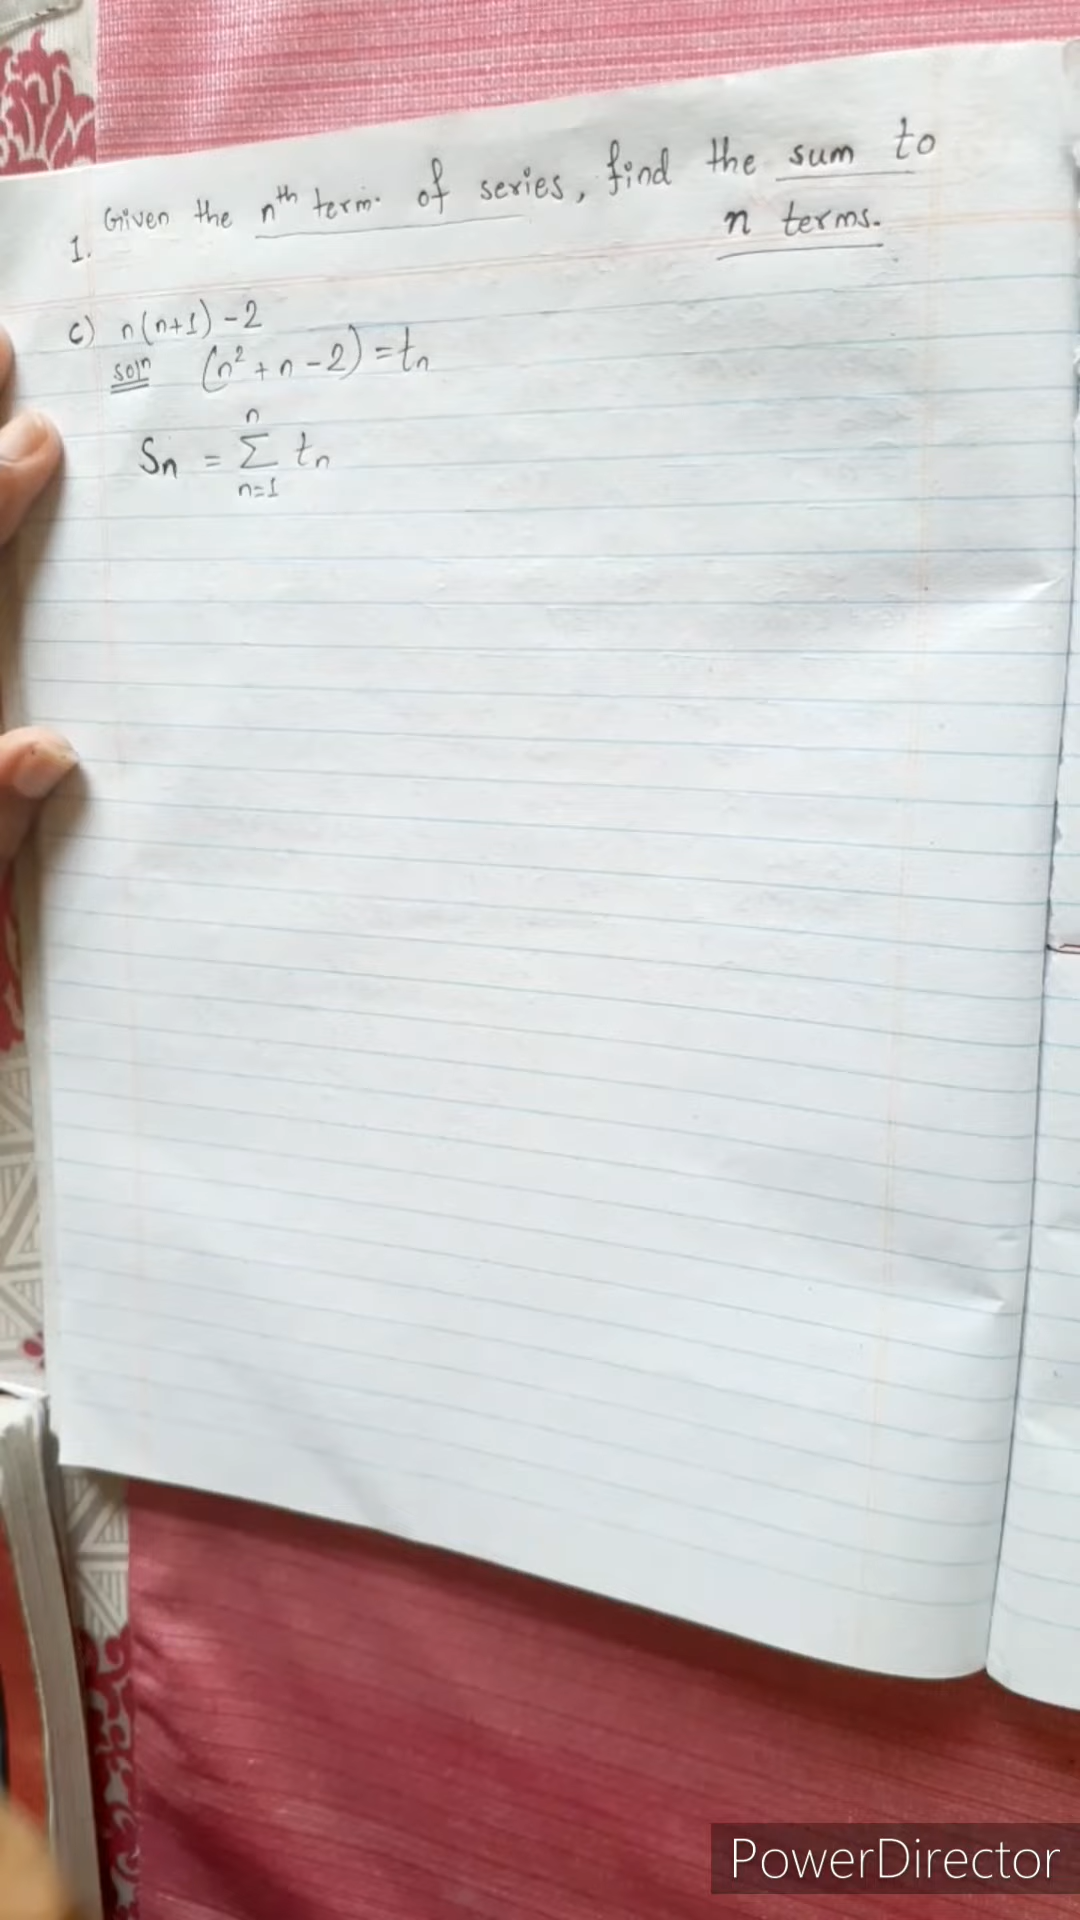 1. Given the nth term. of series, find the sum to
n terms.
c) n(n+1) -2
soln (n² + n - 2) = tn
n
Sn = Σ tn
n=1
PowerDirector